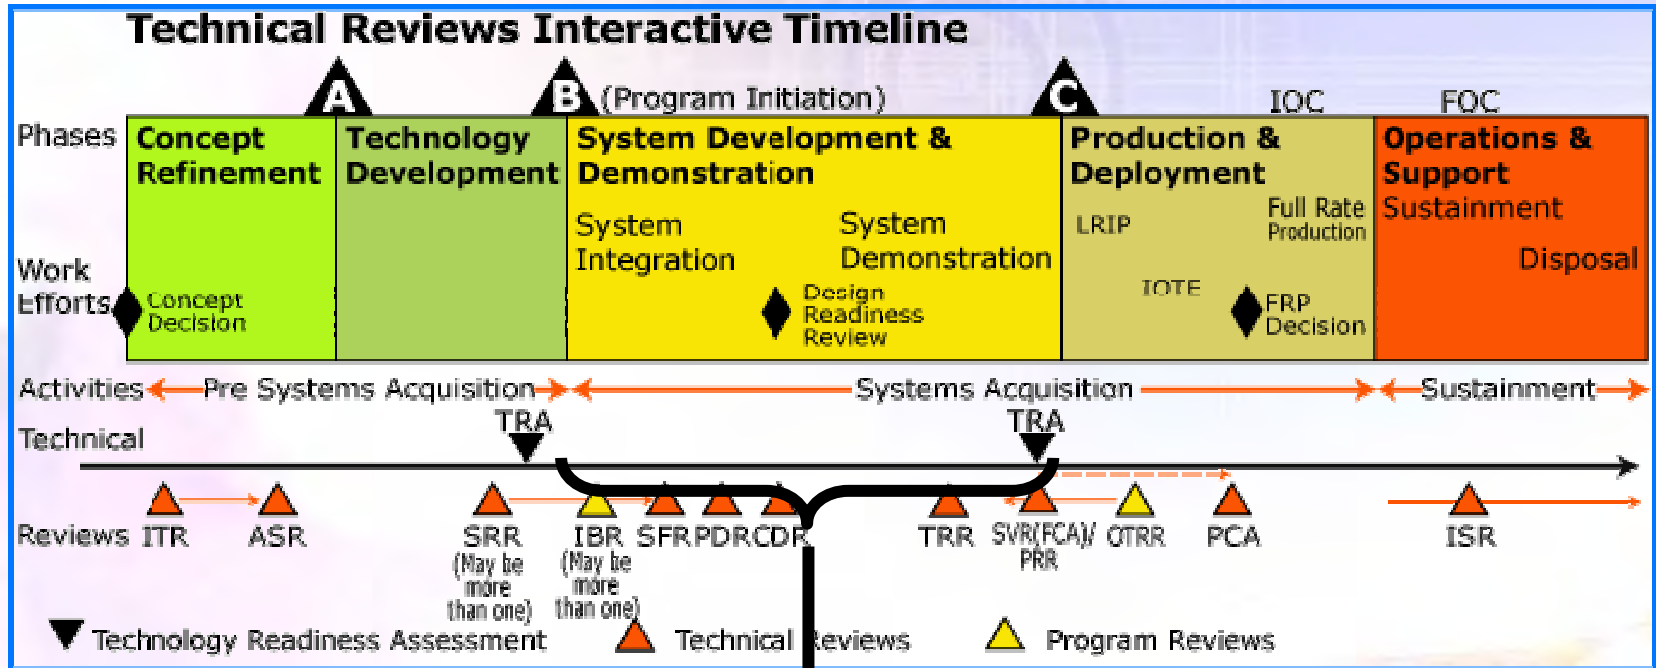 Technical Reviews Interactive Timeline
A
B
(Program Initiation)
C
IOC
FOC
Phases
Concept
Refinement
Technology
Development
System Development &
Demonstration
Production &
Deployment
Operations &
Support
System
Integration
System
Demonstration
LRIP
Full Rate
Production
Sustainment
Disposal
Work
Efforts
Concept
Decision
Design
Readiness
Review
IOTE
FRP
Decision
Activities
Pre Systems Acquisition
Systems Acquisition
Sustainment
TRA
TRA
Technical
Reviews
ITR
ASR
SRR
(May be
more
than one)
IBR
(May be
more
than one)
SFR
PDR
CDR
TRR
SVR(FCA)/
PRR
OTRR
PCA
ISR
Technology Readiness Assessment
Technical Reviews
Program Reviews